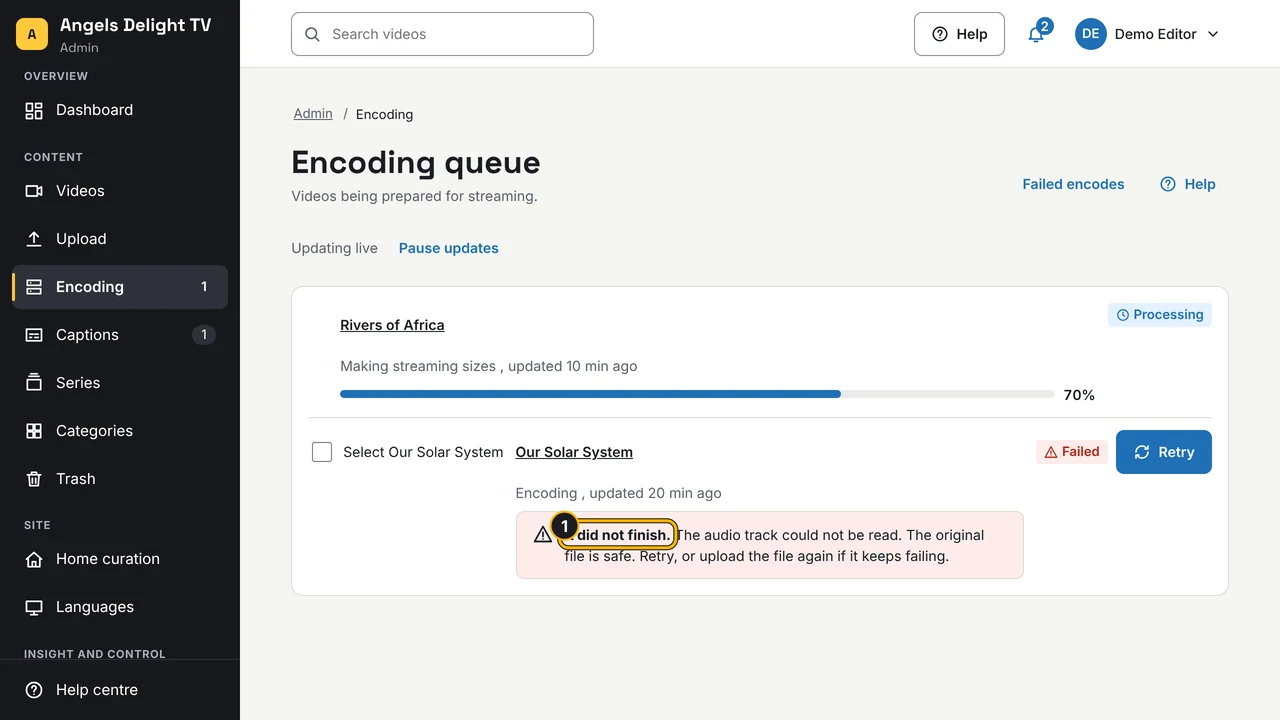 A
Angels Delight TV
Admin
OVERVIEW
Dashboard
CONTENT
Videos
Upload
Encoding 1
Captions 1
Series
Categories
Trash
SITE
Home curation
Languages
INSIGHT AND CONTROL
Help centre
Search videos
Help
2
DE Demo Editor
Admin / Encoding
Encoding queue
Videos being prepared for streaming.
Failed encodes
Help
Updating live Pause updates
Rivers of Africa
Processing
Making streaming sizes , updated 10 min ago
70%
Select Our Solar System Our Solar System
Failed
Retry
Encoding , updated 20 min ago
1
did not finish. The audio track could not be read. The original
file is safe. Retry, or upload the file again if it keeps failing.